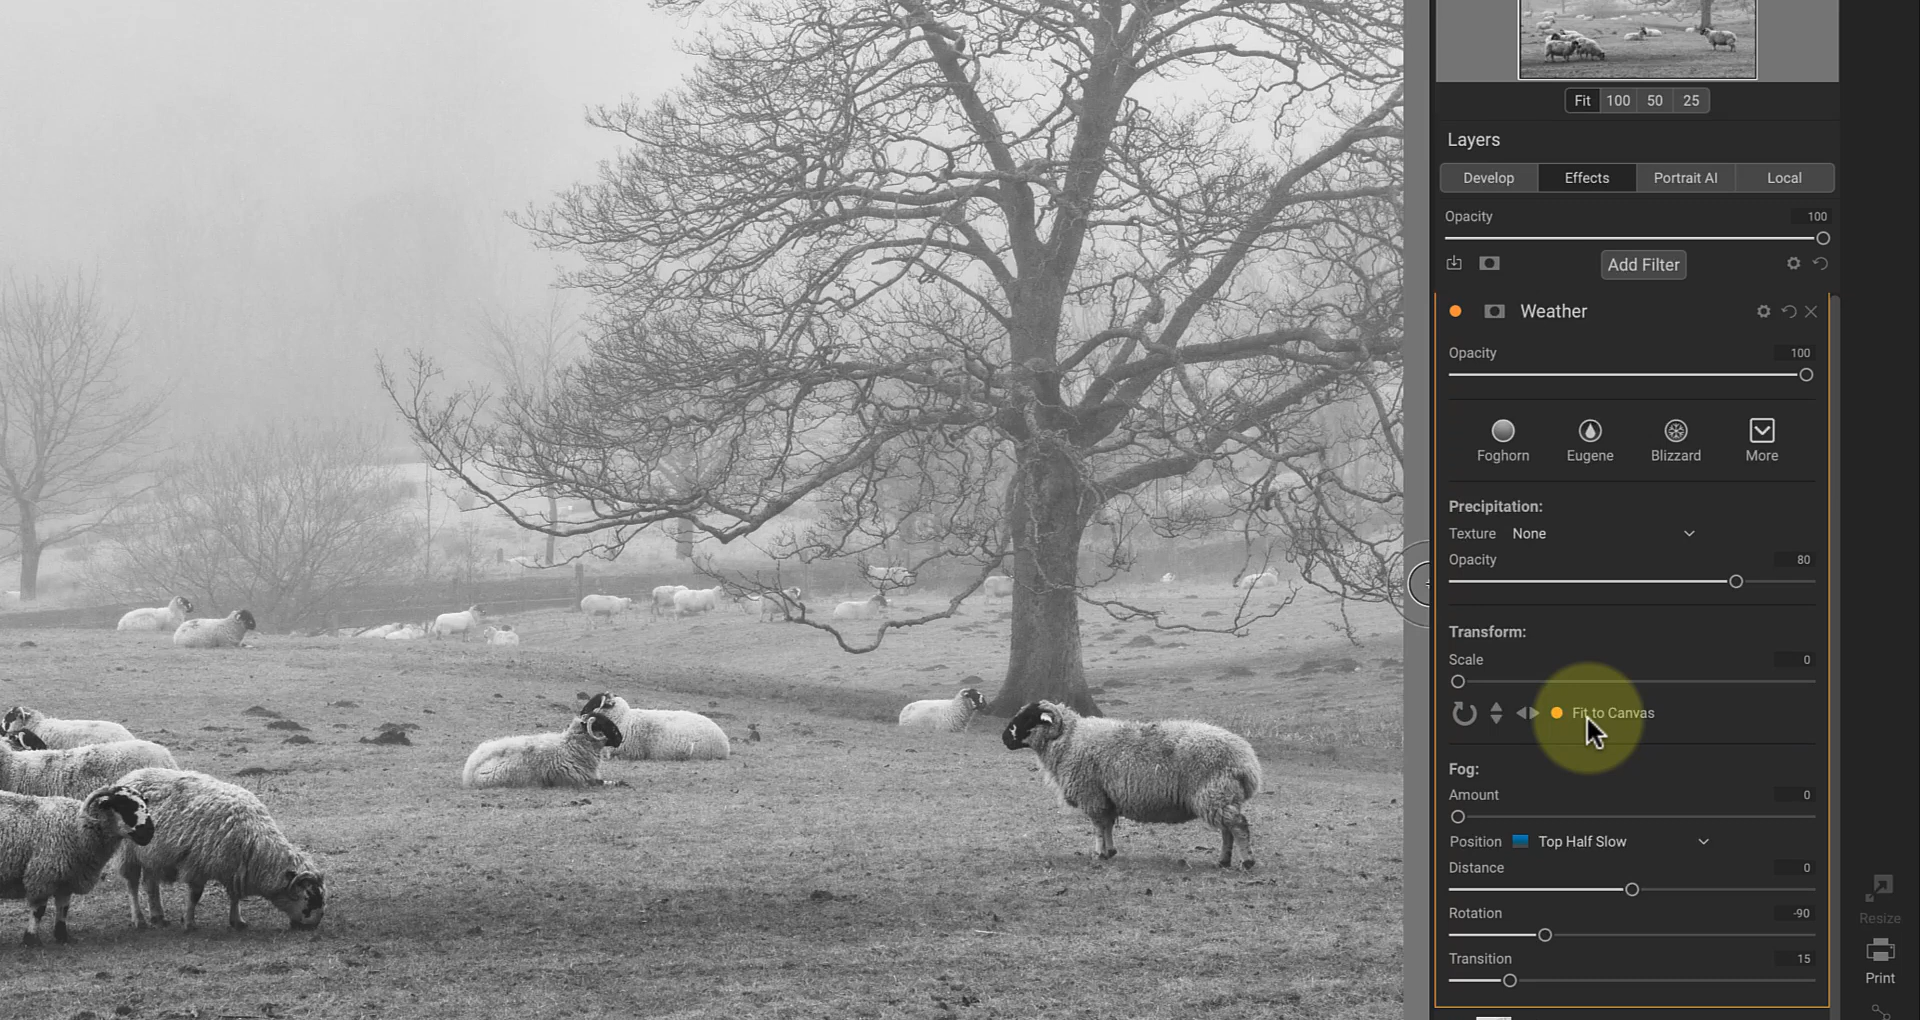 Fit 100 50 25
Layers
Develop Effects Portrait AI Local
Opacity 100
Add Filter
Weather
Opacity 100
Foghorn Eugene Blizzard More
Precipitation:
Texture None
Opacity 80
Transform:
Scale 0
Fit to Canvas
Fog:
Amount 0
Position Top Half Slow
Distance 0
Rotation -90
Transition 15
Resize
Print